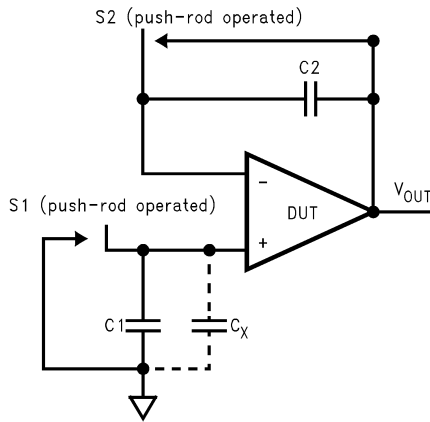 S2 (push-rod operated)
C2
S1 (push-rod operated)
−
DUT
+
VOUT
C1
CX